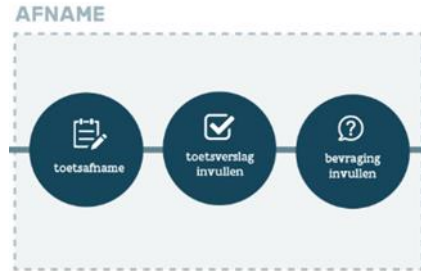 AFNAME
toetsafname
toetsverslag
invullen
bevraging
invullen